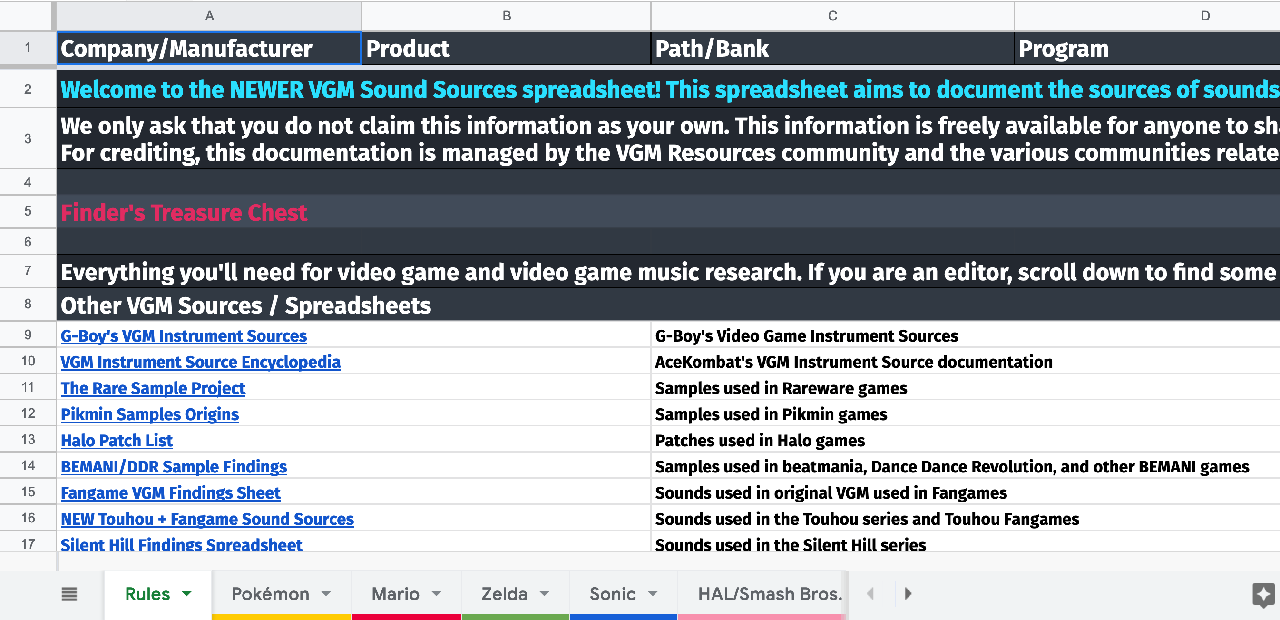 A B C D
1 Company/Manufacturer Product Path/Bank Program
2 Welcome to the NEWER VGM Sound Sources spreadsheet! This spreadsheet aims to document the sources of sounds
3 We only ask that you do not claim this information as your own. This information is freely available for anyone to sh
For crediting, this documentation is managed by the VGM Resources community and the various communities relate
4
5 Finder's Treasure Chest
6
7 Everything you'll need for video game and video game music research. If you are an editor, scroll down to find some
8 Other VGM Sources / Spreadsheets
9 G-Boy's VGM Instrument Sources G-Boy's Video Game Instrument Sources
10 VGM Instrument Source Encyclopedia AceKombat's VGM Instrument Source documentation
11 The Rare Sample Project Samples used in Rareware games
12 Pikmin Samples Origins Samples used in Pikmin games
13 Halo Patch List Patches used in Halo games
14 BEMANI/DDR Sample Findings Samples used in beatmania, Dance Dance Revolution, and other BEMANI games
15 Fangame VGM Findings Sheet Sounds used in original VGM used in Fangames
16 NEW Touhou + Fangame Sound Sources Sounds used in the Touhou series and Touhou Fangames
17 Silent Hill Findings Spreadsheet Sounds used in the Silent Hill series
Rules Pokémon Mario Zelda Sonic HAL/Smash Bros.